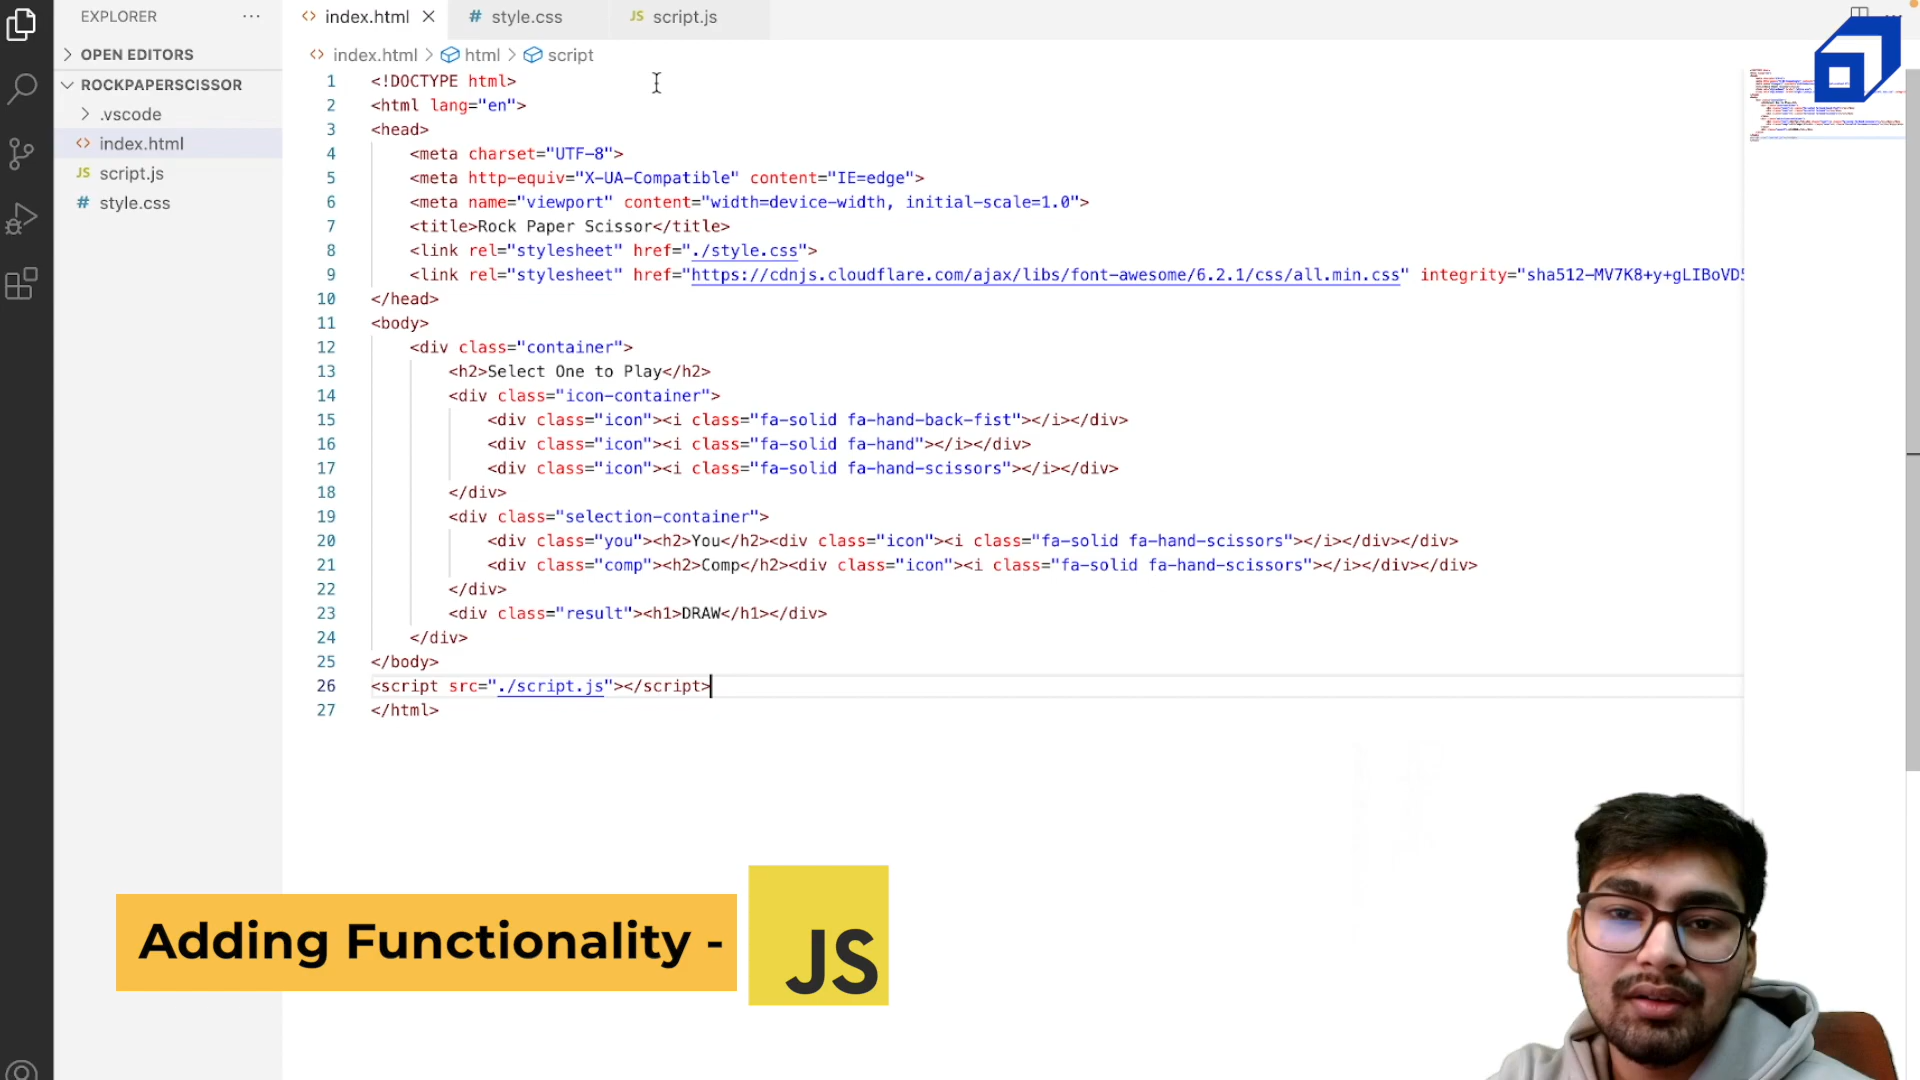 EXPLORER
···
OPEN EDITORS
ROCKPAPERSCISSOR
.vscode
<> index.html
JS script.js
# style.css
<> index.html
# style.css
JS script.js
<> index.html > html > script
1 <!DOCTYPE html>
2 <html lang="en">
3 <head>
4 <meta charset="UTF-8">
5 <meta http-equiv="X-UA-Compatible" content="IE=edge">
6 <meta name="viewport" content="width=device-width, initial-scale=1.0">
7 <title>Rock Paper Scissor</title>
8 <link rel="stylesheet" href="./style.css">
9 <link rel="stylesheet" href="https://cdnjs.cloudflare.com/ajax/libs/font-awesome/6.2.1/css/all.min.css" integrity="sha512-MV7K8+y+gLIBoVD5
10 </head>
11 <body>
12 <div class="container">
13 <h2>Select One to Play</h2>
14 <div class="icon-container">
15 <div class="icon"><i class="fa-solid fa-hand-back-fist"></i></div>
16 <div class="icon"><i class="fa-solid fa-hand"></i></div>
17 <div class="icon"><i class="fa-solid fa-hand-scissors"></i></div>
18 </div>
19 <div class="selection-container">
20 <div class="you"><h2>You</h2><div class="icon"><i class="fa-solid fa-hand-scissors"></i></div></div>
21 <div class="comp"><h2>Comp</h2><div class="icon"><i class="fa-solid fa-hand-scissors"></i></div></div>
22 </div>
23 <div class="result"><h1>DRAW</h1></div>
24 </div>
25 </body>
26 <script src="./script.js"></script>
27 </html>
Adding Functionality -
JS